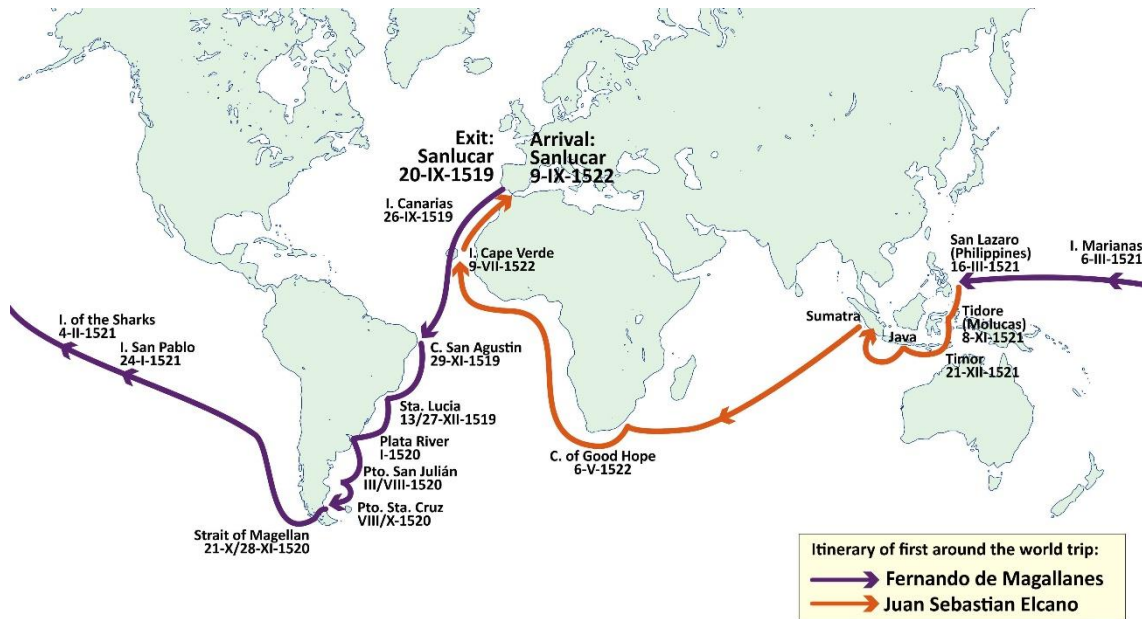 Exit:
Sanlucar
20-IX-1519
Arrival:
Sanlucar
9-IX-1522
I. Canarias
26-IX-1519
I. Cape Verde
9-VII-1522
San Lazaro
(Philippines)
16-III-1521
I. Marianas
6-III-1521
I. of the Sharks
4-II-1521
I. San Pablo
24-I-1521
C. San Agustin
29-XI-1519
Sumatra
Java
Tidore
(Molucas)
8-XI-1521
Timor
21-XII-1521
Sta. Lucia
13/27-XII-1519
Plata River
I-1520
Pto. San Julián
III/VIII-1520
Pto. Sta. Cruz
VIII/X-1520
C. of Good Hope
6-V-1522
Strait of Magellan
21-X/28-XI-1520
Itinerary of first around the world trip:
Fernando de Magallanes
Juan Sebastian Elcano